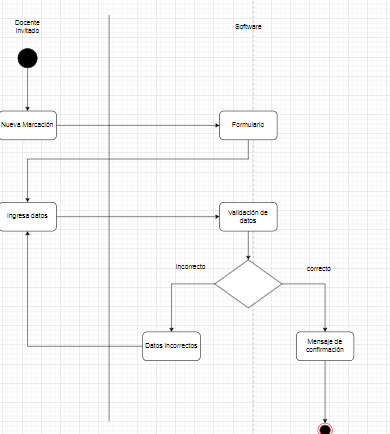 Docente
Invitado
Software
Nueva Marcación
Formulario
Ingresa datos
Validación de
datos
Incorrecto
correcto
Datos Incorrectos
Mensaje de
confirmación